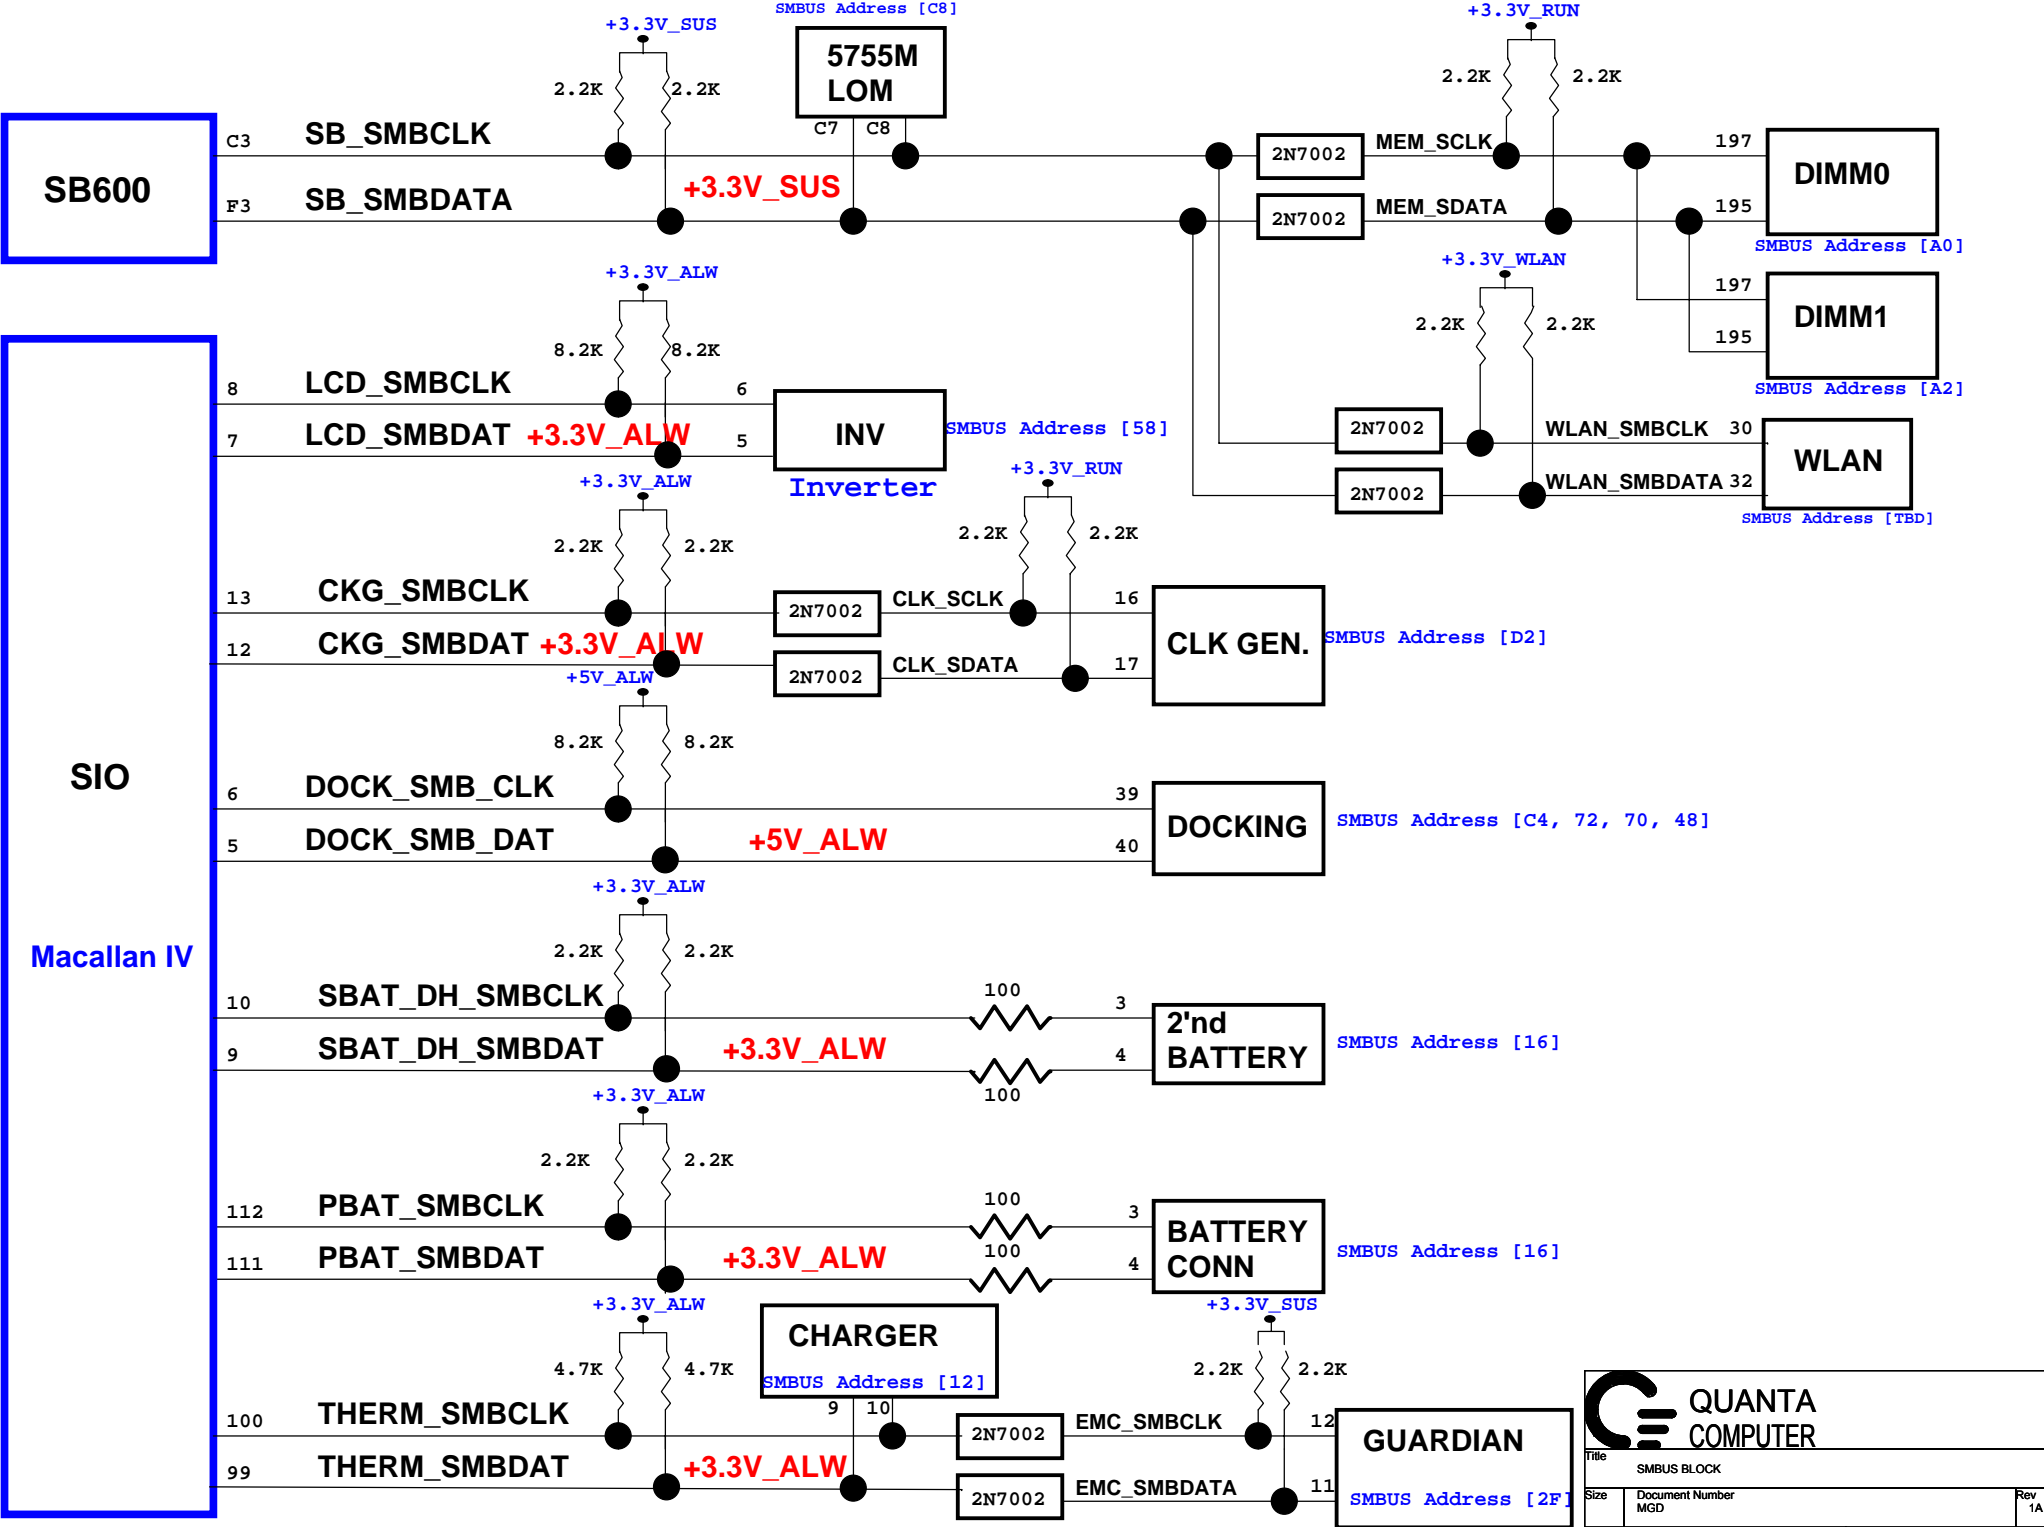 SMBUS Address [C8]
+3.3V_SUS
+3.3V_RUN
5755M
LOM
2.2K
2.2K
2.2K
2.2K
C7
C8
SB600
C3
SB_SMBCLK
2N7002
MEM_SCLK
197
DIMM0
+3.3V_SUS
F3
SB_SMBDATA
2N7002
MEM_SDATA
195
SMBUS Address [A0]
+3.3V_ALW
+3.3V_WLAN
197
DIMM1
195
2.2K
2.2K
8.2K
8.2K
SMBUS Address [A2]
8
LCD_SMBCLK
6
INV
SMBUS Address [58]
7
LCD_SMBDAT
+3.3V_ALW
5
Inverter
2N7002
WLAN_SMBCLK
30
WLAN
2N7002
WLAN_SMBDATA
32
SMBUS Address [TBD]
+3.3V_ALW
+3.3V_RUN
2.2K
2.2K
2.2K
2.2K
13
CKG_SMBCLK
2N7002
CLK_SCLK
16
CLK GEN.
SMBUS Address [D2]
12
CKG_SMBDAT
+3.3V_ALW
2N7002
CLK_SDATA
17
+5V_ALW
8.2K
8.2K
SIO
6
DOCK_SMB_CLK
39
DOCKING
SMBUS Address [C4, 72, 70, 48]
5
DOCK_SMB_DAT
+5V_ALW
40
+3.3V_ALW
2.2K
2.2K
Macallan IV
10
SBAT_DH_SMBCLK
100
3
2'nd
BATTERY
SMBUS Address [16]
9
SBAT_DH_SMBDAT
+3.3V_ALW
100
4
+3.3V_ALW
2.2K
2.2K
112
PBAT_SMBCLK
100
3
BATTERY
CONN
SMBUS Address [16]
111
PBAT_SMBDAT
+3.3V_ALW
100
4
+3.3V_ALW
CHARGER
SMBUS Address [12]
9
10
+3.3V_SUS
4.7K
4.7K
2.2K
2.2K
100
THERM_SMBCLK
2N7002
EMC_SMBCLK
12
GUARDIAN
99
THERM_SMBDAT
+3.3V_ALW
2N7002
EMC_SMBDATA
11
SMBUS Address [2F]
QUANTA
COMPUTER
Title
SMBUS BLOCK
Size
Document Number
Rev
MGD
1A